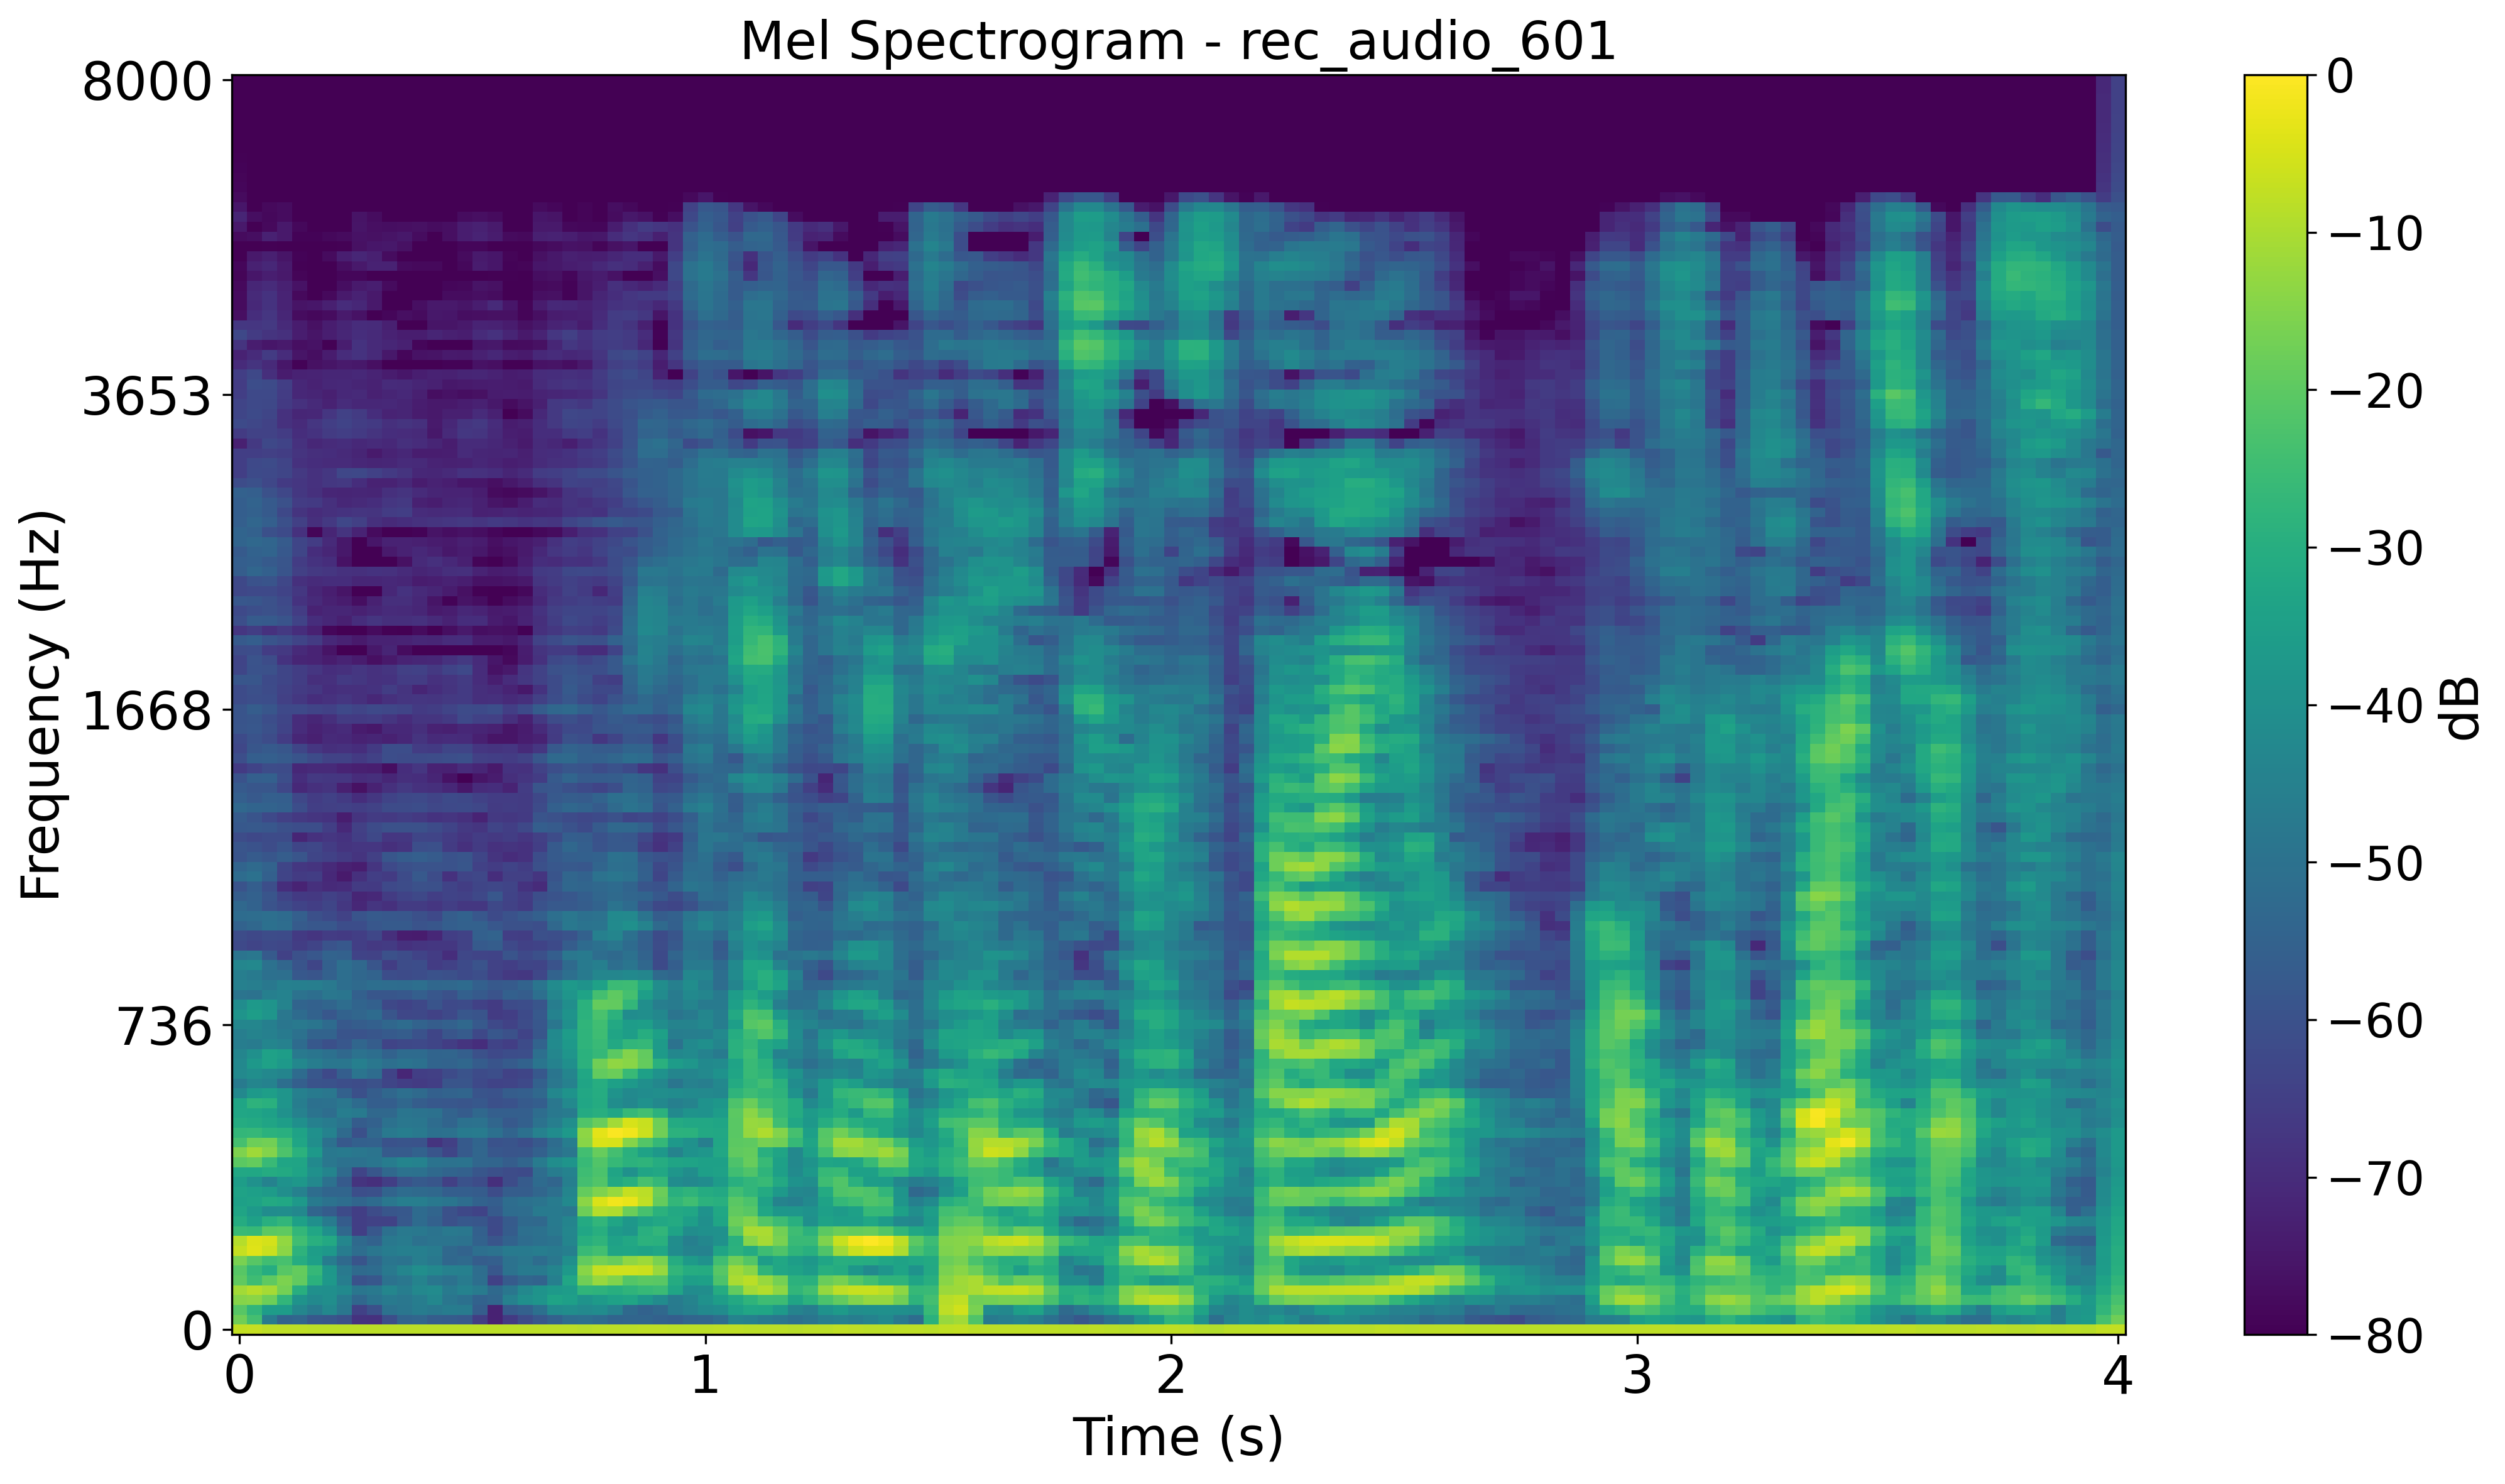 Mel Spectrogram - rec_audio_601
8000
3653
1668
736
0
Frequency (Hz)
0 1 2 3 4
Time (s)
0
−10
−20
−30
−40
−50
−60
−70
−80
dB